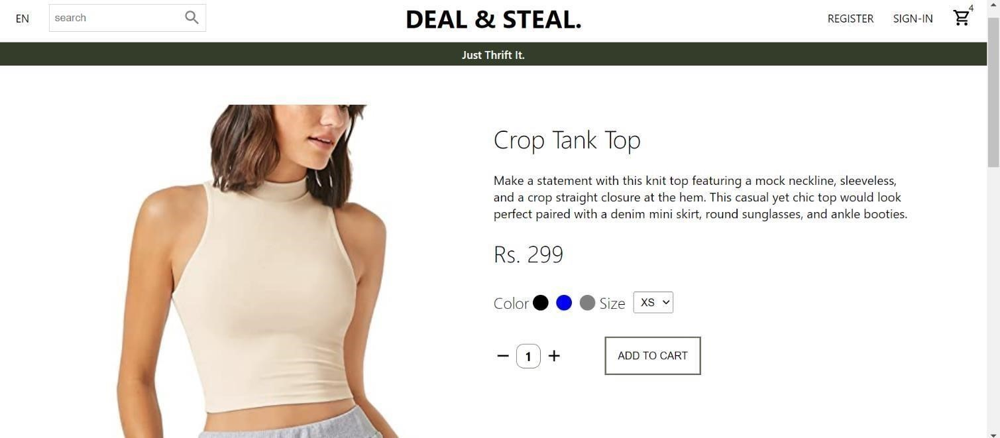 EN
search
DEAL & STEAL.
REGISTER
SIGN-IN
4
Just Thrift It.
Crop Tank Top
Make a statement with this knit top featuring a mock neckline, sleeveless,
and a crop straight closure at the hem. This casual yet chic top would look
perfect paired with a denim mini skirt, round sunglasses, and ankle booties.
Rs. 299
Color Size XS
1
ADD TO CART